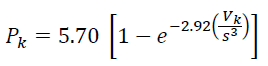 P_k = 5.70 [1 − e^{−2.92(V_k/s^3)}]